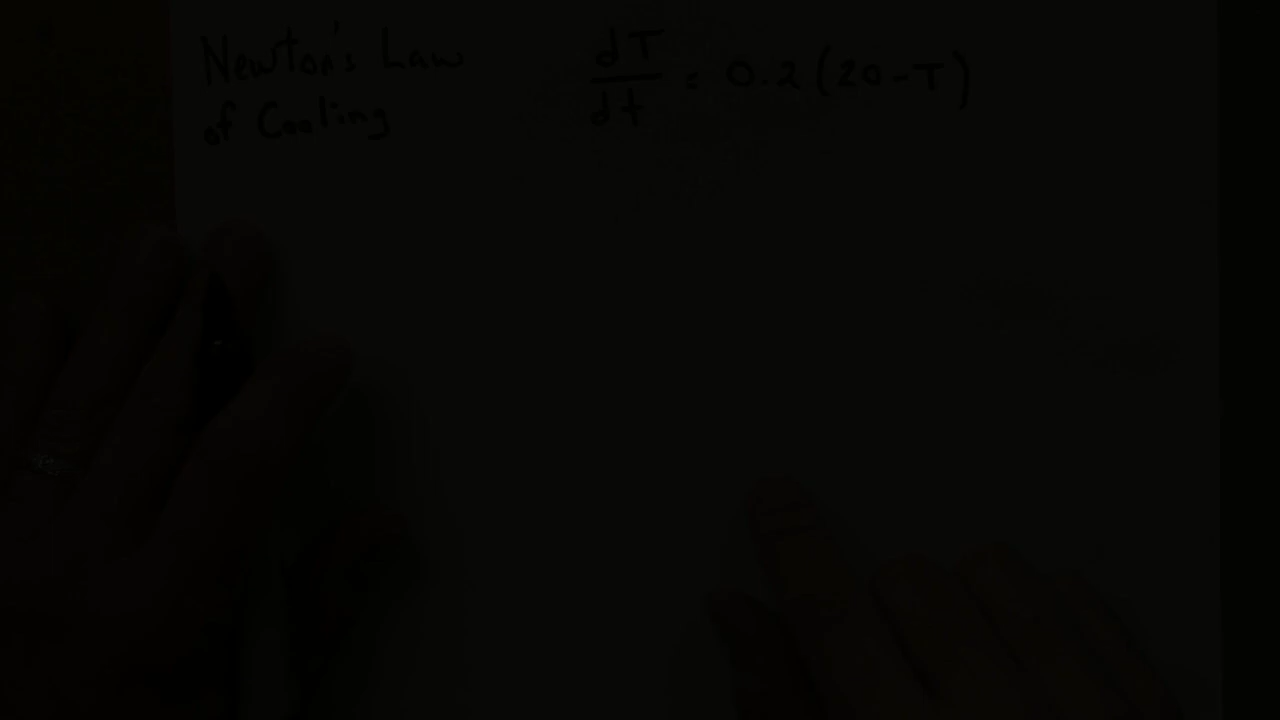 Newton's Law
of Cooling
dT/dt = 0.2(20-T)